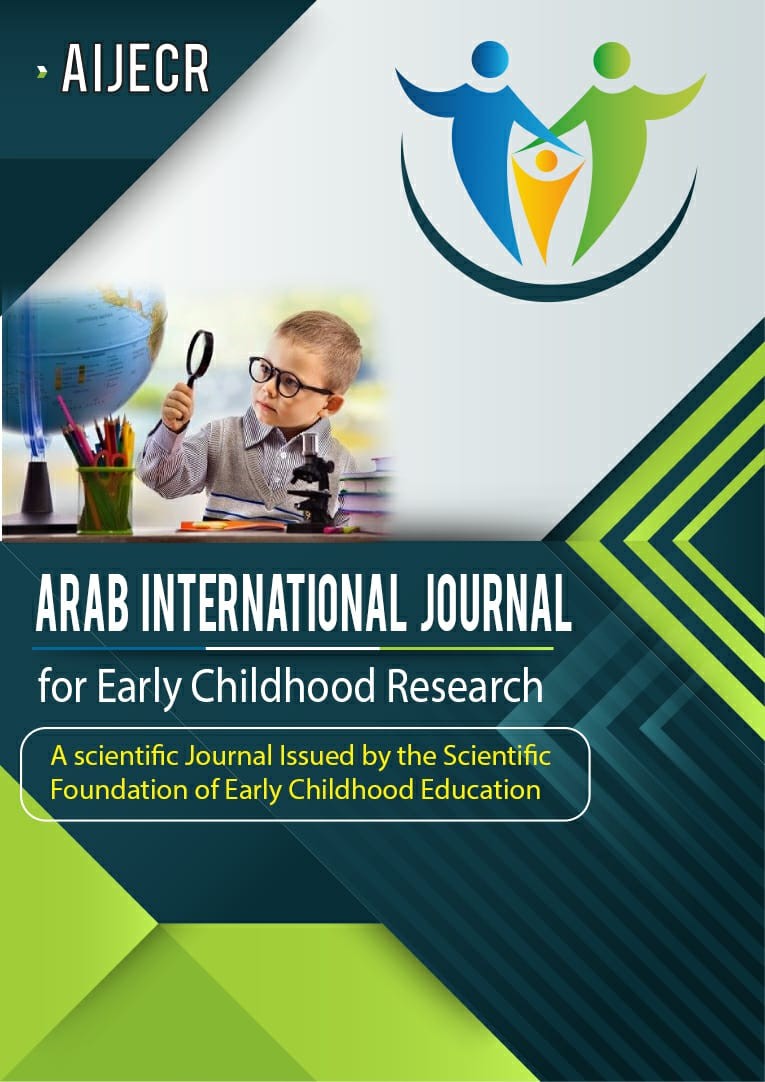 AIJECR
ARAB INTERNATIONAL JOURNAL
for Early Childhood Research
A scientific Journal Issued by the Scientific
Foundation of Early Childhood Education